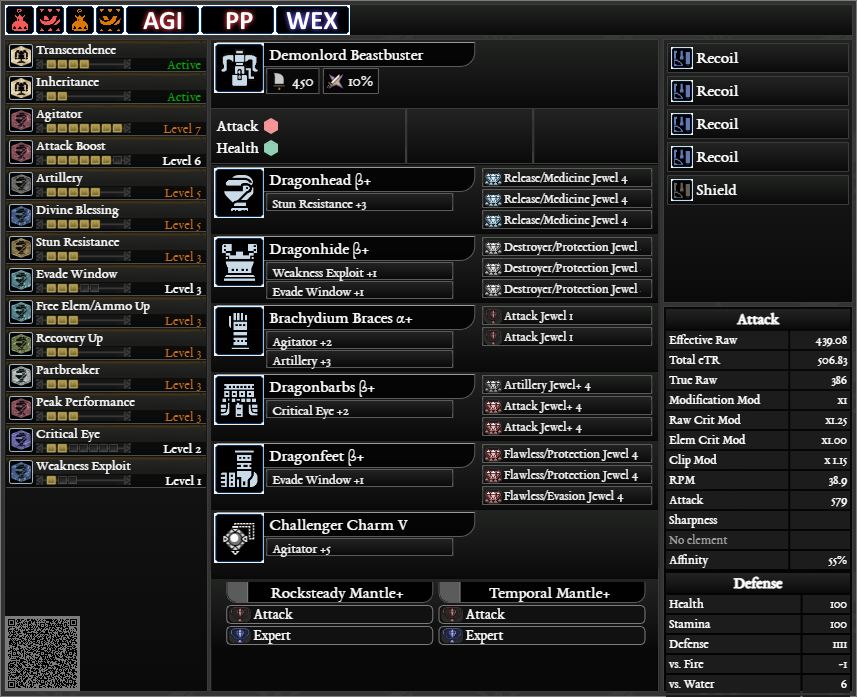 AGI PP WEX
Transcendence
Active
Inheritance
Active
Agitator
Level 7
Attack Boost
Level 6
Artillery
Level 5
Divine Blessing
Level 5
Stun Resistance
Level 3
Evade Window
Level 3
Free Elem/Ammo Up
Level 3
Recovery Up
Level 3
Partbreaker
Level 3
Peak Performance
Level 3
Critical Eye
Level 2
Weakness Exploit
Level 1
Demonlord Beastbuster
450 10%
Attack
Health
Dragonhead β+
Stun Resistance +3
Release/Medicine Jewel 4
Release/Medicine Jewel 4
Release/Medicine Jewel 4
Dragonhide β+
Weakness Exploit +1
Evade Window +1
Destroyer/Protection Jewel
Destroyer/Protection Jewel
Destroyer/Protection Jewel
Brachydium Braces α+
Agitator +2
Artillery +3
Attack Jewel 1
Attack Jewel 1
Dragonbarbs β+
Critical Eye +2
Artillery Jewel+ 4
Attack Jewel+ 4
Attack Jewel+ 4
Dragonfeet β+
Evade Window +1
Flawless/Protection Jewel 4
Flawless/Protection Jewel 4
Flawless/Evasion Jewel 4
Challenger Charm V
Agitator +5
Rocksteady Mantle+
Attack
Expert
Temporal Mantle+
Attack
Expert
Recoil
Recoil
Recoil
Recoil
Shield
Attack
Effective Raw 439.08
Total eTR 506.83
True Raw 386
Modification Mod x1
Raw Crit Mod x1.25
Elem Crit Mod x1.00
Clip Mod x 1.15
RPM 38.9
Attack 579
Sharpness
No element
Affinity 55%
Defense
Health 100
Stamina 100
Defense 1111
vs. Fire -1
vs. Water 6